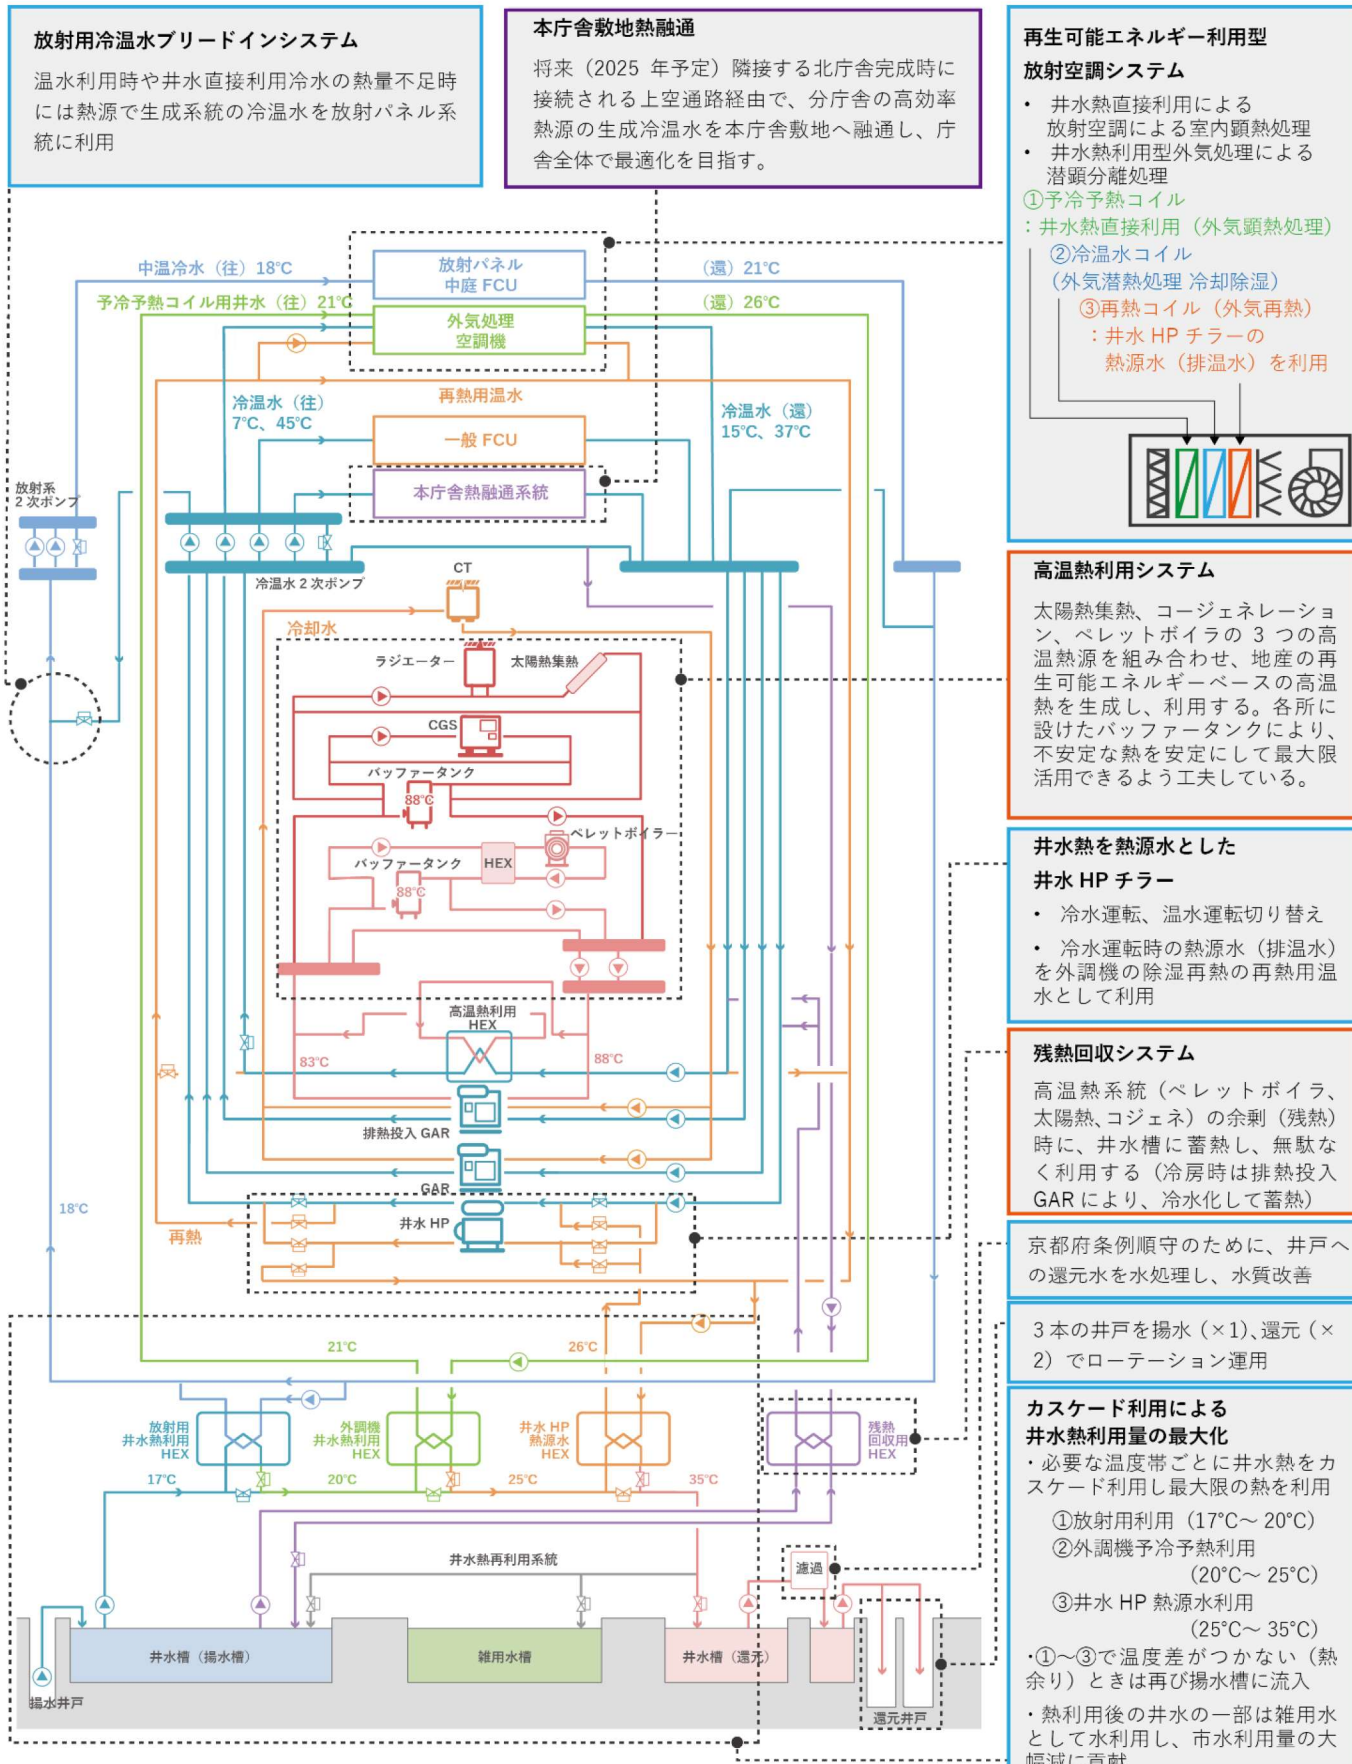 放射用冷温水ブリードインシステム
温水利用時や井水直接利用冷水の熱量不足時
には熱源で生成系統の冷温水を放射パネル系
統に利用
本庁舎敷地熱融通
将来（2025 年予定）隣接する北庁舎完成時に
接続される上空通路経由で、分庁舎の高効率
熱源の生成冷温水を本庁舎敷地へ融通し、庁
舎全体で最適化を目指す。
再生可能エネルギー利用型
放射空調システム
• 井水熱直接利用による
放射空調による室内顕熱処理
• 井水熱利用型外気処理による
潜顕分離処理
①予冷予熱コイル
：井水熱直接利用（外気顕熱処理）
②冷温水コイル
（外気潜熱処理 冷却除湿）
③再熱コイル（外気再熱）
：井水 HP チラーの
熱源水（排温水）を利用
中温冷水（往）18℃
放射パネル
中庭 FCU
（還）21℃
予冷予熱コイル用井水（往）21℃
外気処理
空調機
（還）26℃
再熱用温水
冷温水（往）
7℃、45℃
冷温水（還）
15℃、37℃
一般 FCU
本庁舎熱融通系統
放射系
2 次ポンプ
冷温水 2 次ポンプ
CT
冷却水
ラジエーター
太陽熱集熱
CGS
バッファータンク
88℃
ペレットボイラー
バッファータンク
HEX
88℃
高温熱利用
HEX
83℃
88℃
排熱投入 GAR
GAR
井水 HP
再熱
18℃
高温熱利用システム
太陽熱集熱、コージェネレーショ
ン、ペレットボイラの 3 つの高
温熱源を組み合わせ、地産の再
生可能エネルギーベースの高温
熱を生成し、利用する。各所に
設けたバッファータンクにより、
不安定な熱を安定にして最大限
活用できるよう工夫している。
井水熱を熱源水とした
井水 HP チラー
• 冷水運転、温水運転切り替え
• 冷水運転時の熱源水（排温水）
を外調機の除湿再熱の再熱用温
水として利用
残熱回収システム
高温熱系統（ペレットボイラ、
太陽熱、コジェネ）の余剰（残熱）
時に、井水槽に蓄熱し、無駄な
く利用する（冷房時は排熱投入
GAR により、冷水化して蓄熱）
京都府条例順守のために、井戸へ
の還元水を水処理し、水質改善
3 本の井戸を揚水（×1）、還元（×
2）でローテーション運用
21℃
26℃
放射用
井水熱利用
HEX
外調機
井水熱利用
HEX
井水 HP
熱源水
HEX
残熱
回収用
HEX
17℃
20℃
25℃
35℃
井水熱再利用系統
濾過
井水槽（揚水槽）
雑用水槽
井水槽（還元）
揚水井戸
還元井戸
カスケード利用による
井水熱利用量の最大化
・必要な温度帯ごとに井水熱をカ
スケード利用し最大限の熱を利用
①放射用利用（17℃～ 20℃）
②外調機予冷予熱利用
（20℃～ 25℃）
③井水 HP 熱源水利用
（25℃～ 35℃）
・①～③で温度差がつかない（熱
余り）ときは再び揚水槽に流入
・熱利用後の井水の一部は雑用水
として水利用し、市水利用量の大
幅減に貢献